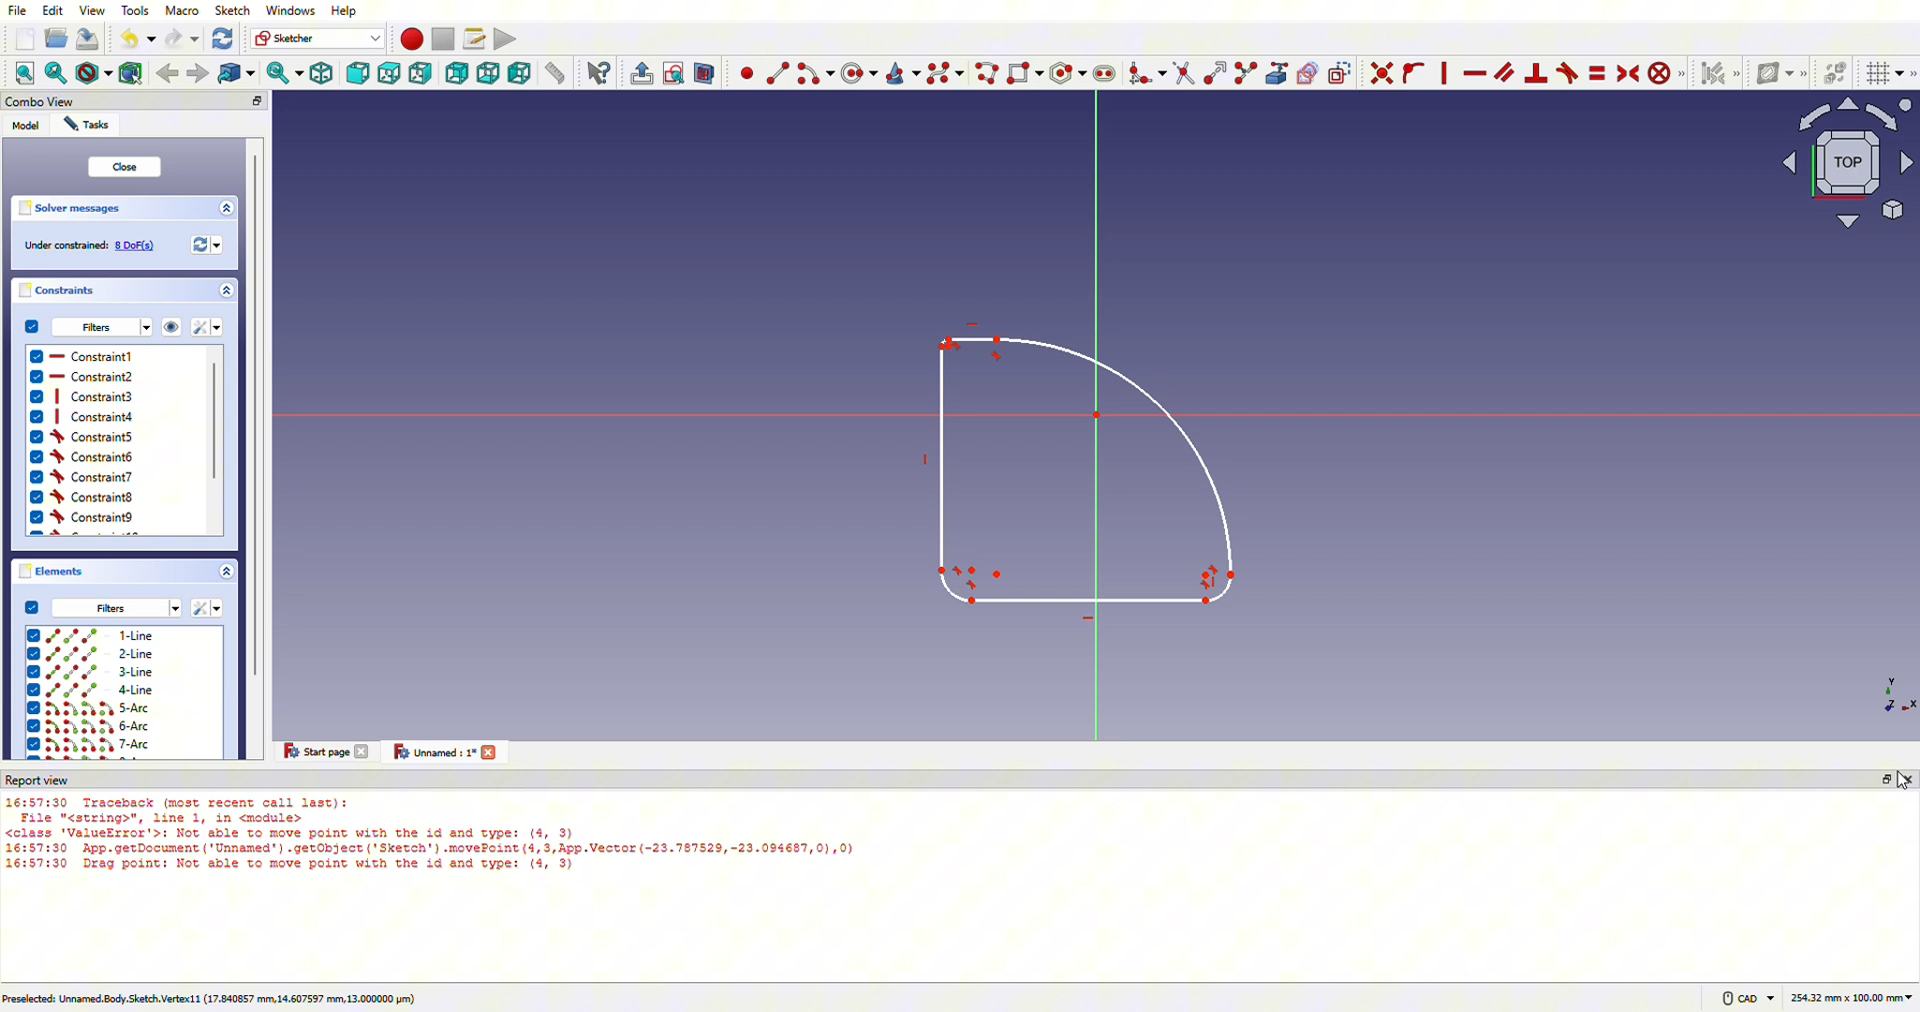 File Edit View Tools Macro Sketch Windows Help
Sketcher
Combo View
Model Tasks
TOP
Close
Solver messages
Under constrained: 8 DoF(s)
Constraints
Filters
Constraint1
Constraint2
Constraint3
Constraint4
Constraint5
Constraint6
Constraint7
Constraint8
Constraint9
Elements
Filters
1-Line
2-Line
3-Line
4-Line
5-Arc
6-Arc
7-Arc
Y
Z X
Start page Unnamed : 1*
Report view
16:57:30 Traceback (most recent call last):
File "<string>", line 1, in <module>
<class 'ValueError'>: Not able to move point with the id and type: (4, 3)
16:57:30 App.getDocument('Unnamed').getObject('Sketch').movePoint(4,3,App.Vector(-23.787529,-23.094687,0),0)
16:57:30 Drag point: Not able to move point with the id and type: (4, 3)
Preselected: Unnamed.Body.Sketch.Vertex11 (17.840857 mm,14.607597 mm,13.000000 µm)
CAD 254.32 mm x 100.00 mm